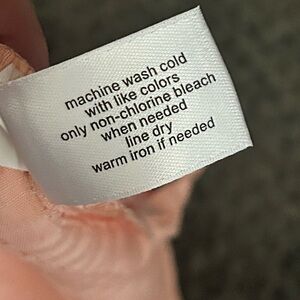 machine wash cold
with like colors
only non-chlorine bleach
when needed
line dry
warm iron if needed